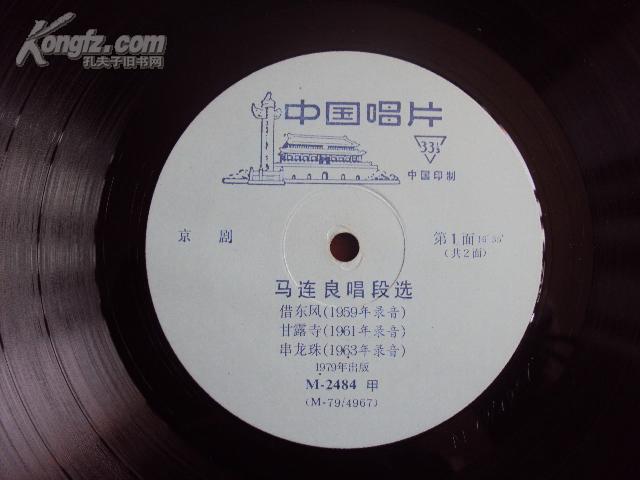 Kongfz.com
孔夫子旧书网
中国唱片
33⅓
中国印制
京剧
第1面 16′35″
(共2面)
马连良唱段选
借东风(1959年录音)
甘露寺(1961年录音)
串龙珠(1963年录音)
1979年出版
M-2484 甲
(M-79/4967)